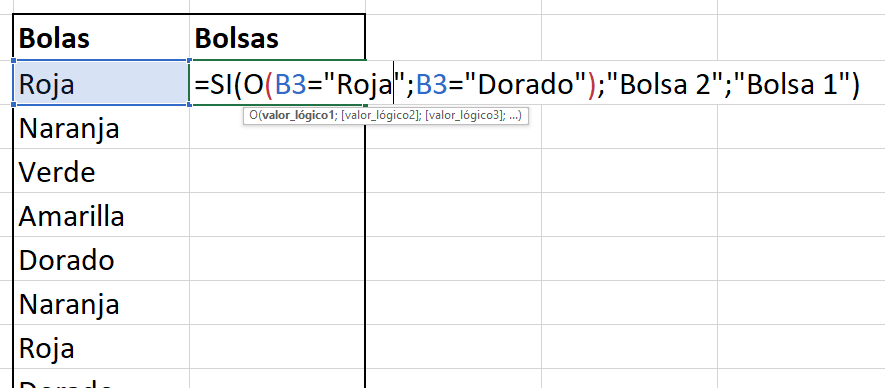 Bolas Bolsas
Roja =SI(O(B3="Roja";B3="Dorado");"Bolsa 2";"Bolsa 1")
O(valor_lógico1; [valor_lógico2]; [valor_lógico3]; ...)
Naranja
Verde
Amarilla
Dorado
Naranja
Roja
Dorado